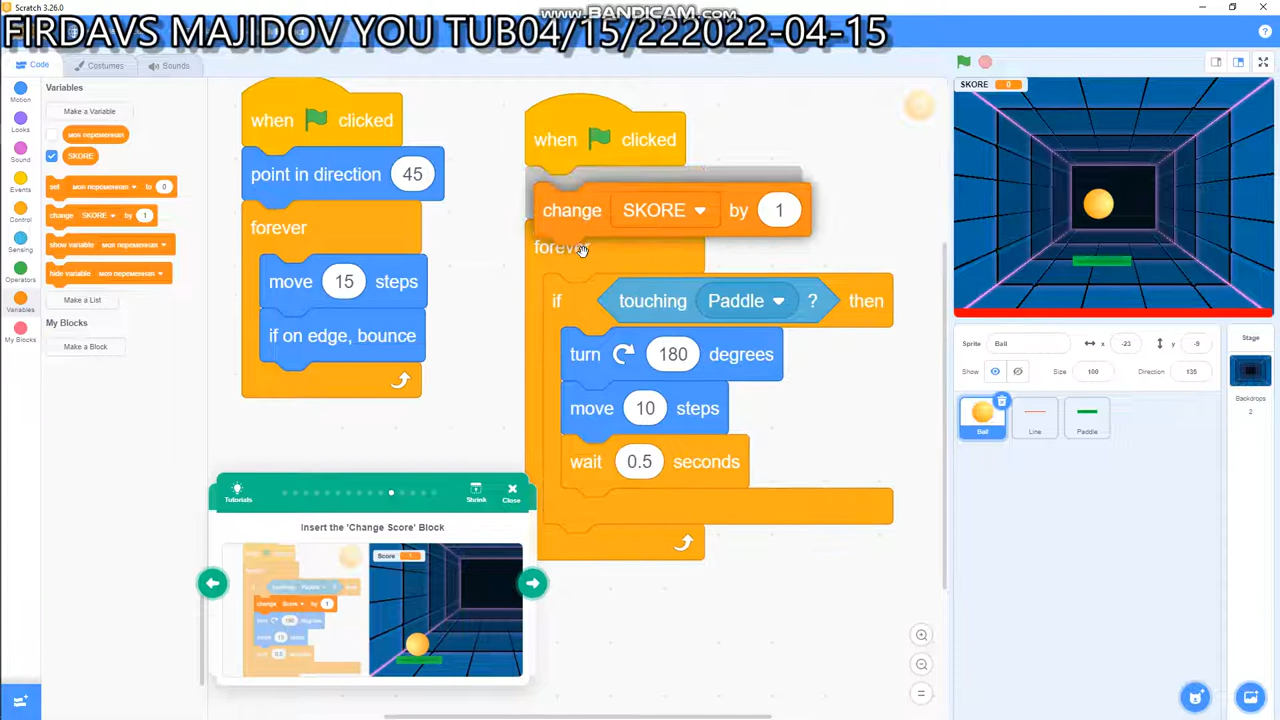 Scratch 3.26.0
www.BANDICAM.com
FIRDAVS MAJIDOV YOU TUB04/15/222022-04-15
Code
Costumes
Sounds
Motion
Looks
Sound
Events
Control
Sensing
Operators
Variables
My Blocks
Variables
Make a Variable
моя переменная
SKORE
set моя переменная to 0
change SKORE by 1
show variable моя переменная
hide variable моя переменная
Make a List
My Blocks
Make a Block
when clicked
point in direction 45
forever
move 15 steps
if on edge, bounce
when clicked
change SKORE by 1
forever
if touching Paddle ? then
turn 180 degrees
move 10 steps
wait 0.5 seconds
Tutorials
Shrink
Close
Insert the 'Change Score' Block
Score
change Score by 1
SKORE 0
Sprite Ball x -23 y -9
Show Size 100 Direction 135
Ball
Line
Paddle
Stage
Backdrops
2